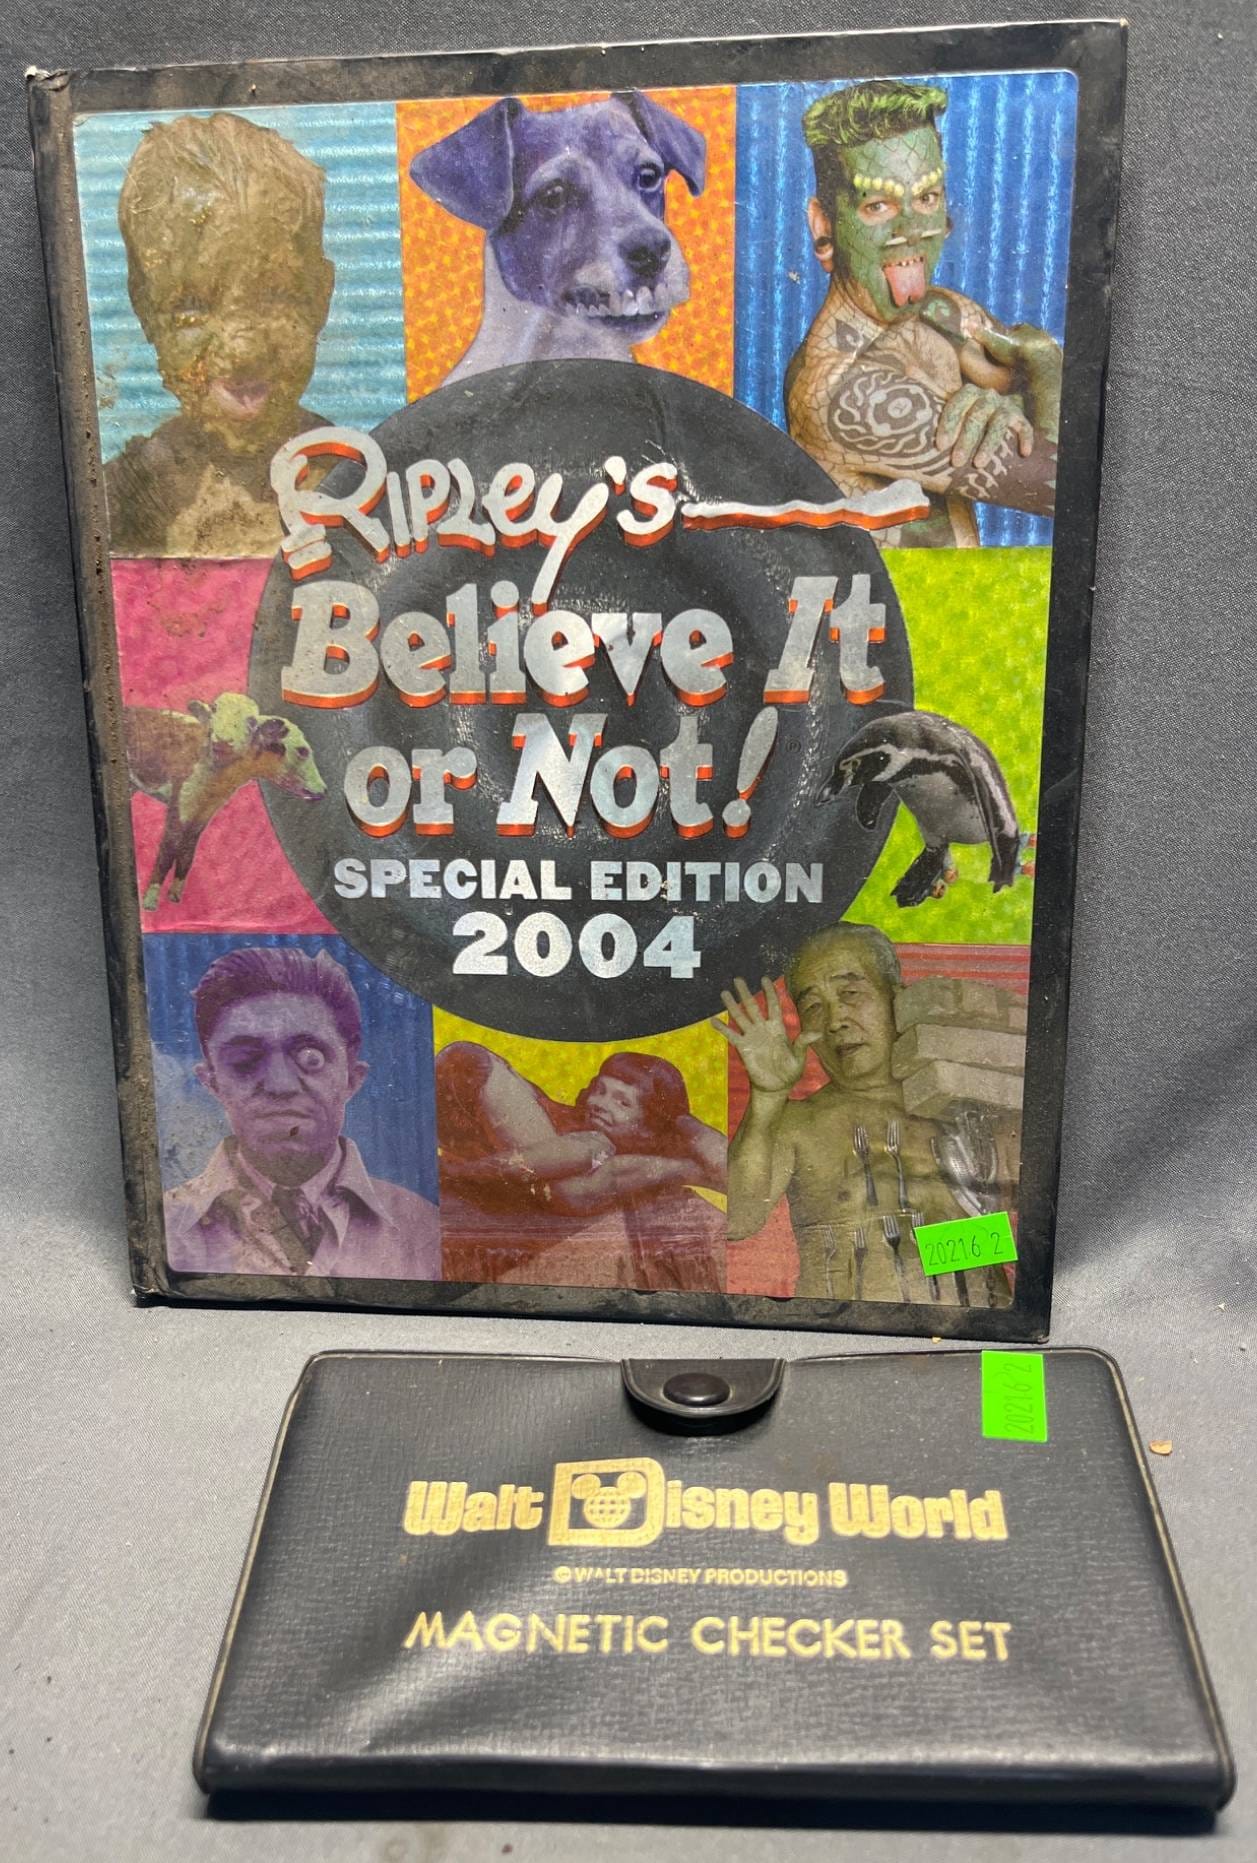 Ripley's
Believe It
or Not!
®
SPECIAL EDITION
2004
20216 2
20216 2
Walt Disney World
© WALT DISNEY PRODUCTIONS
MAGNETIC CHECKER SET